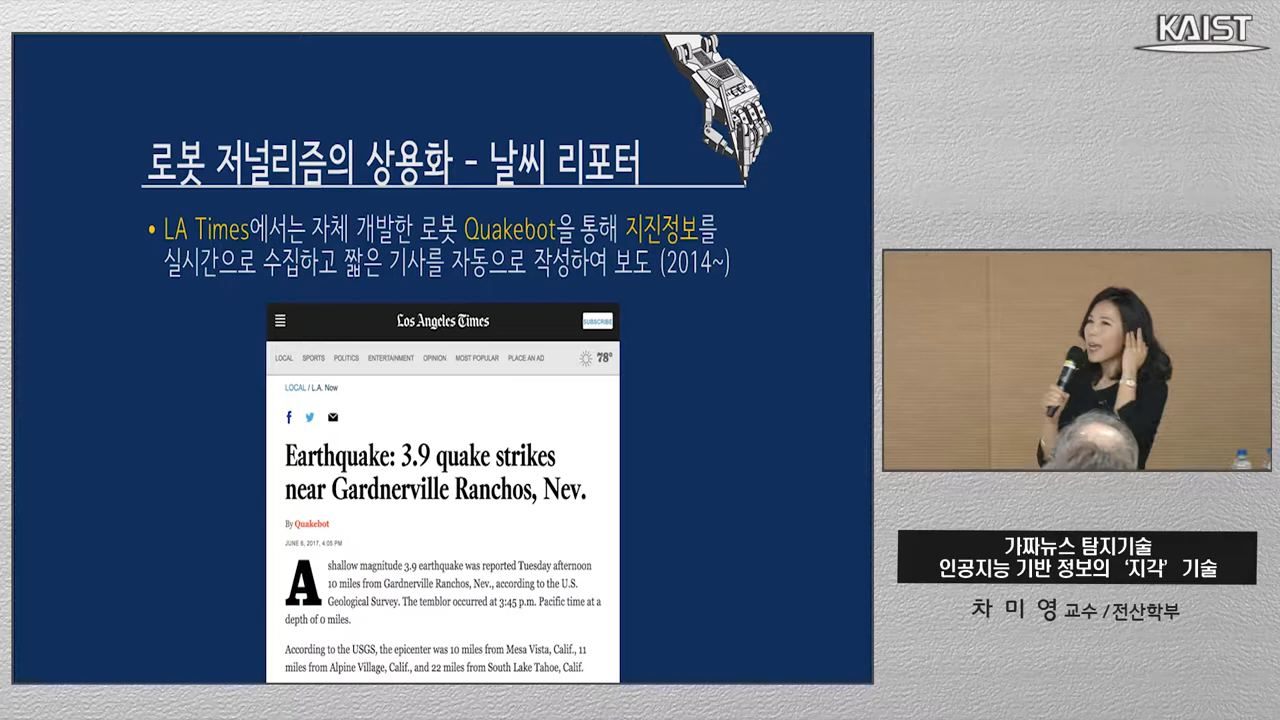 KAIST
로봇 저널리즘의 상용화 - 날씨 리포터
• LA Times에서는 자체 개발한 로봇 Quakebot을 통해 지진정보를
실시간으로 수집하고 짧은 기사를 자동으로 작성하여 보도 (2014~)
Los Angeles Times
SUBSCRIBE
LOCAL SPORTS POLITICS ENTERTAINMENT OPINION MOST POPULAR PLACE AN AD 78°
LOCAL / L.A. Now
Earthquake: 3.9 quake strikes
near Gardnerville Ranchos, Nev.
By Quakebot
JUNE 6, 2017, 4:05 PM
A shallow magnitude 3.9 earthquake was reported Tuesday afternoon
10 miles from Gardnerville Ranchos, Nev., according to the U.S.
Geological Survey. The temblor occurred at 3:45 p.m. Pacific time at a
depth of 0 miles.
According to the USGS, the epicenter was 10 miles from Mesa Vista, Calif., 11
miles from Alpine Village, Calif., and 22 miles from South Lake Tahoe, Calif.
가짜뉴스 탐지기술
인공지능 기반 정보의 ‘지각’ 기술
차 미 영 교수 / 전산학부